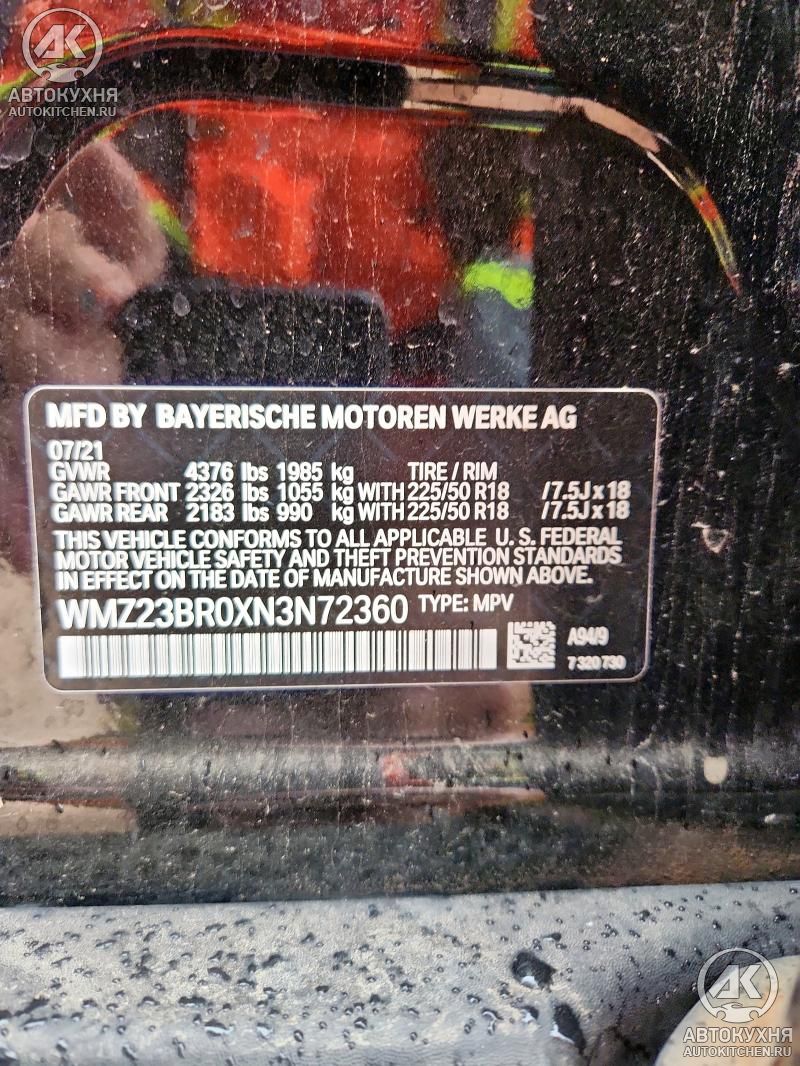 АК
АВТОКУХНЯ
AUTOKITCHEN.RU
MFD BY BAYERISCHE MOTOREN WERKE AG
07/21
GVWR 4376 lbs 1985 kg TIRE / RIM
GAWR FRONT 2326 lbs 1055 kg WITH 225/50 R18 /7.5J x 18
GAWR REAR 2183 lbs 990 kg WITH 225/50 R18 /7.5J x 18
THIS VEHICLE CONFORMS TO ALL APPLICABLE U. S. FEDERAL
MOTOR VEHICLE SAFETY AND THEFT PREVENTION STANDARDS
IN EFFECT ON THE DATE OF MANUFACTURE SHOWN ABOVE.
WMZ23BR0XN3N72360 TYPE: MPV
A94/9
7 320 730
АК
АВТОКУХНЯ
AUTOKITCHEN.RU